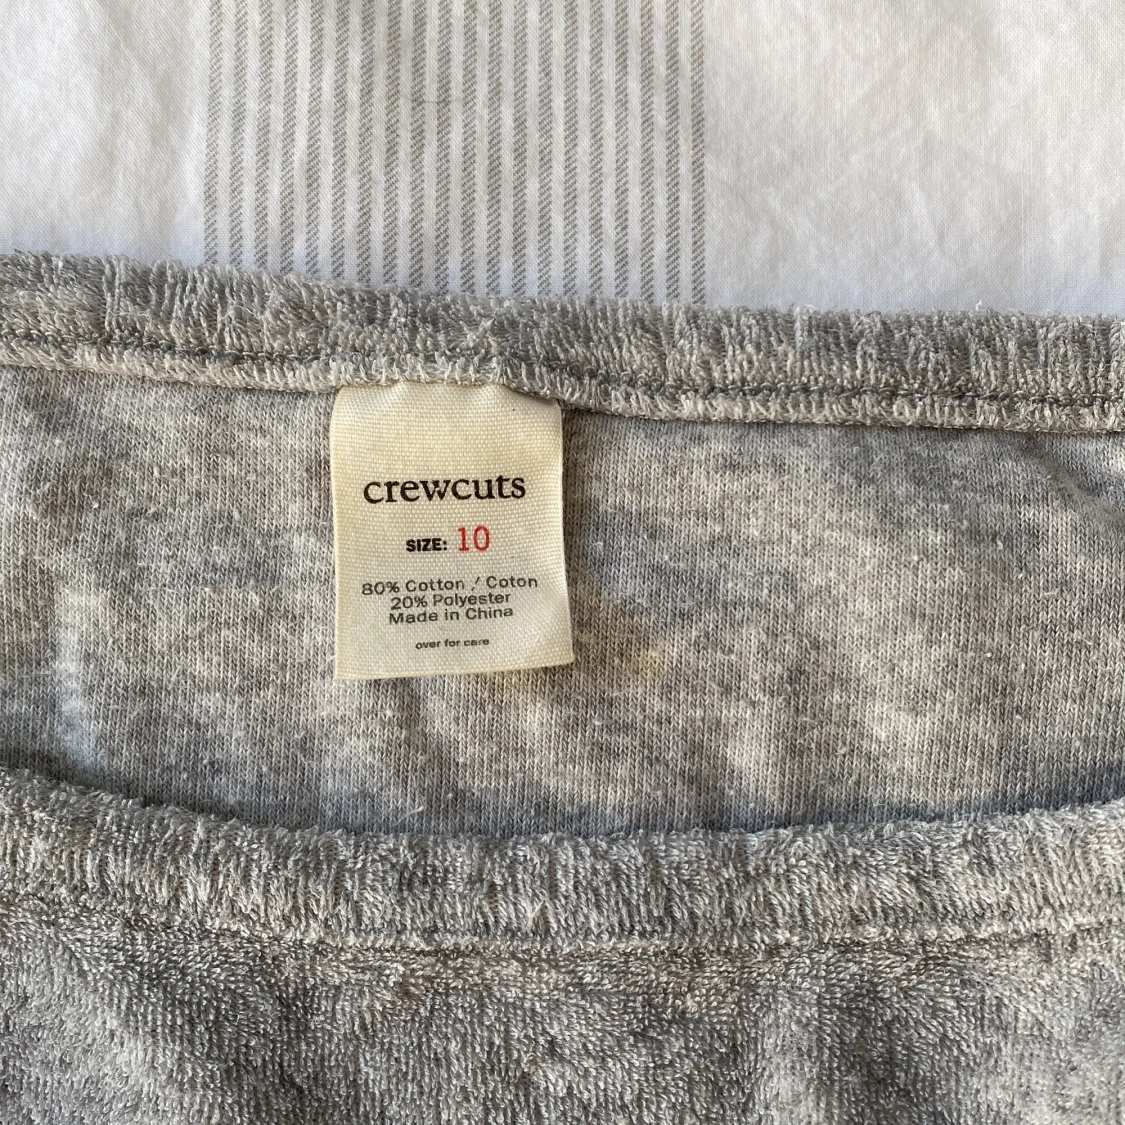 crewcuts
SIZE: 10
80% Cotton / Coton
20% Polyester
Made in China
over for care